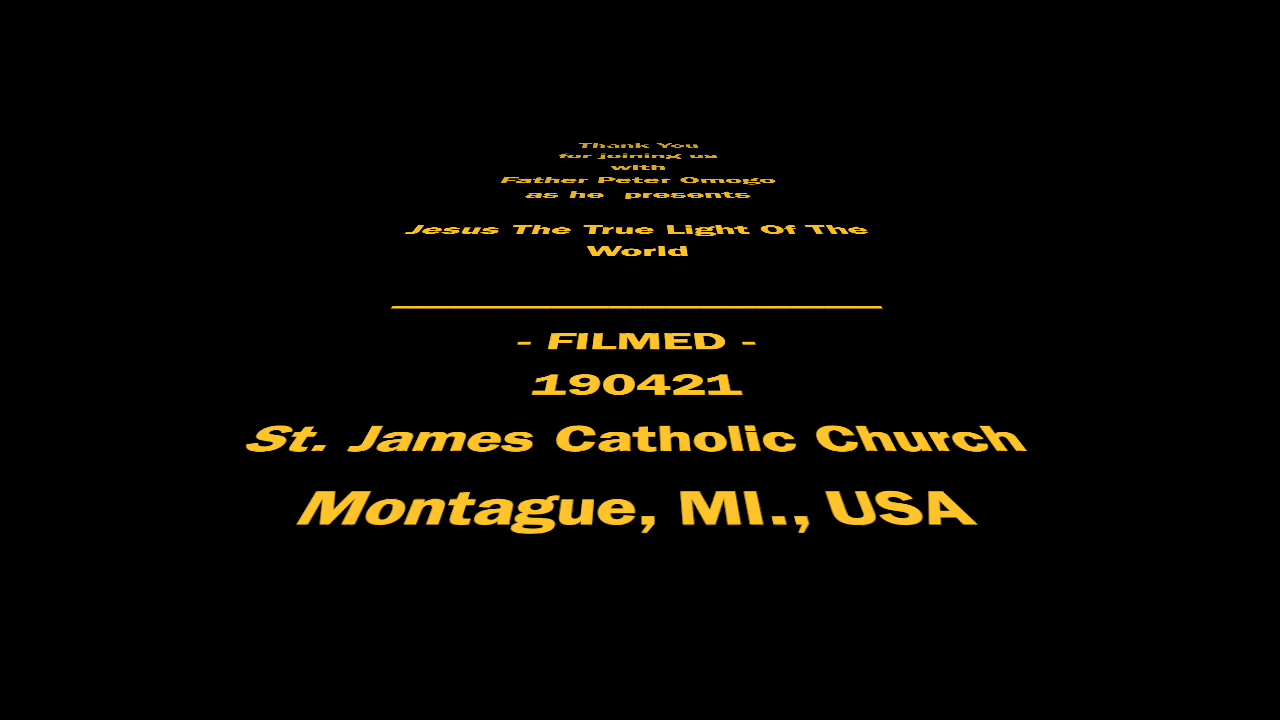 Thank You
for joining us
with
Father Peter Omogo
as he presents
Jesus The True Light Of The
World
- FILMED -
190421
St. James Catholic Church
Montague, MI., USA